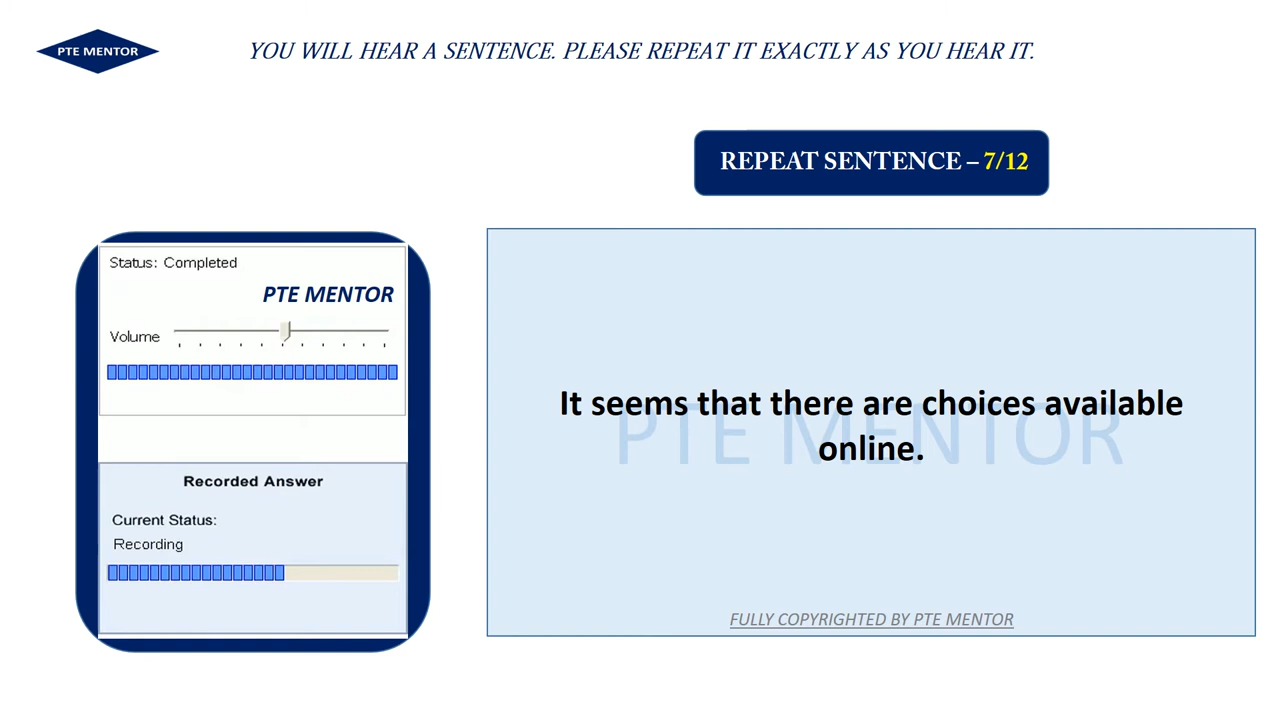 PTE MENTOR
YOU WILL HEAR A SENTENCE. PLEASE REPEAT IT EXACTLY AS YOU HEAR IT.
REPEAT SENTENCE – 7/12
Status: Completed
PTE MENTOR
Volume
Recorded Answer
Current Status:
Recording
It seems that there are choices available
online.
PTE MENTOR
FULLY COPYRIGHTED BY PTE MENTOR